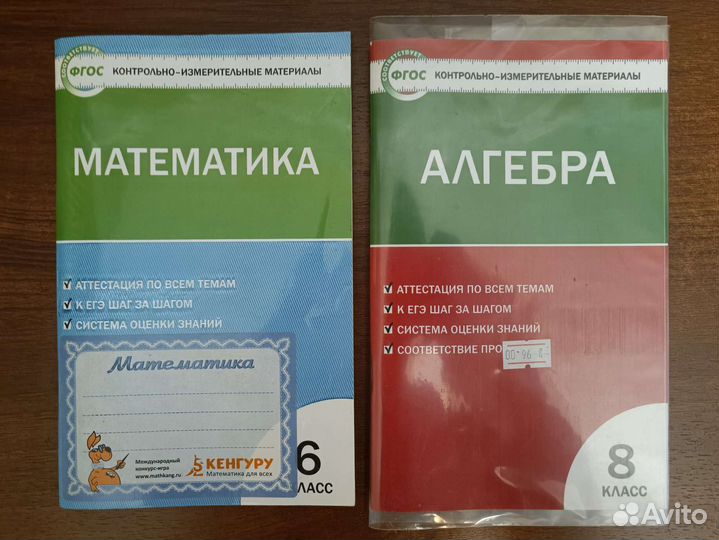 СООТВЕТСТВУЕТ
ФГОС
КОНТРОЛЬНО-ИЗМЕРИТЕЛЬНЫЕ МАТЕРИАЛЫ
МАТЕМАТИКА
АТТЕСТАЦИЯ ПО ВСЕМ ТЕМАМ
К ЕГЭ ШАГ ЗА ШАГОМ
СИСТЕМА ОЦЕНКИ ЗНАНИЙ
Математика
Международный
конкурс-игра
www.mathkang.ru
КЕНГУРУ
Математика для всех
6
КЛАСС
СООТВЕТСТВУЕТ
ФГОС
КОНТРОЛЬНО-ИЗМЕРИТЕЛЬНЫЕ МАТЕРИАЛЫ
АЛГЕБРА
АТТЕСТАЦИЯ ПО ВСЕМ ТЕМАМ
К ЕГЭ ШАГ ЗА ШАГОМ
СИСТЕМА ОЦЕНКИ ЗНАНИЙ
СООТВЕТСТВИЕ ПРО
8
КЛАСС
Avito